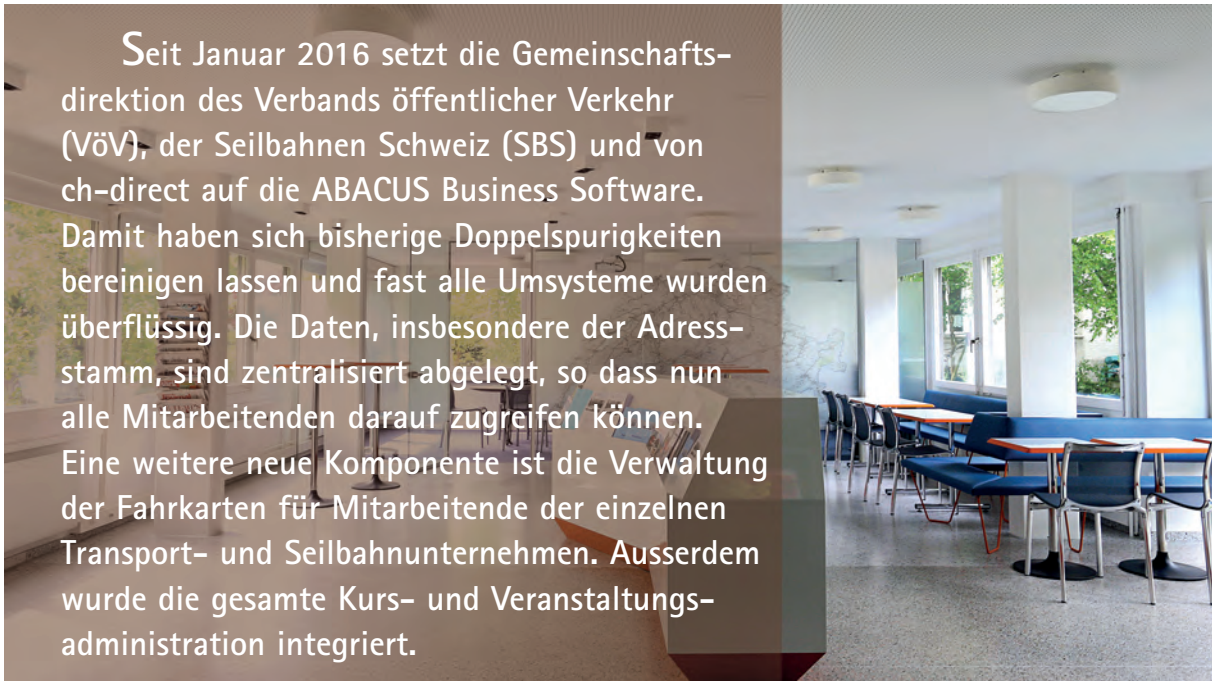 Seit Januar 2016 setzt die Gemeinschafts-
direktion des Verbands öffentlicher Verkehr
(VöV), der Seilbahnen Schweiz (SBS) und von
ch-direct auf die ABACUS Business Software.
Damit haben sich bisherige Doppelspurigkeiten
bereinigen lassen und fast alle Umsysteme wurden
überflüssig. Die Daten, insbesondere der Adress-
stamm, sind zentralisiert abgelegt, so dass nun
alle Mitarbeitenden darauf zugreifen können.
Eine weitere neue Komponente ist die Verwaltung
der Fahrkarten für Mitarbeitende der einzelnen
Transport- und Seilbahnunternehmen. Ausserdem
wurde die gesamte Kurs- und Veranstaltungs-
administration integriert.